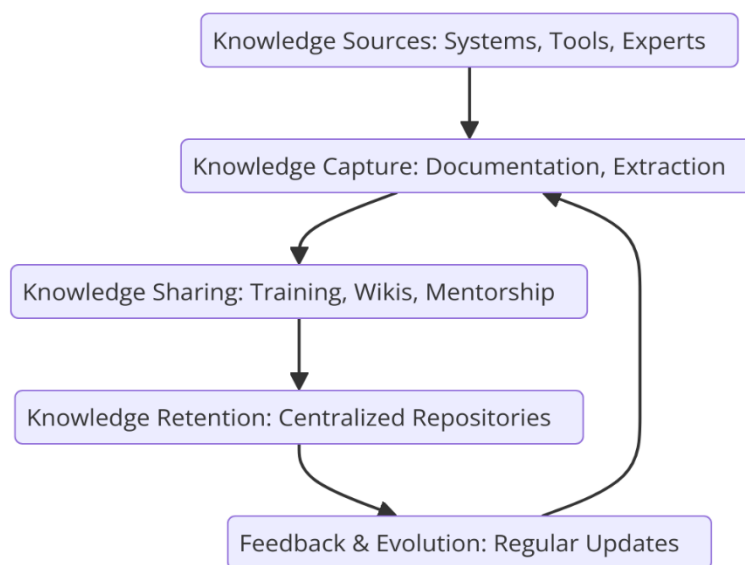 Knowledge Sources: Systems, Tools, Experts
Knowledge Capture: Documentation, Extraction
Knowledge Sharing: Training, Wikis, Mentorship
Knowledge Retention: Centralized Repositories
Feedback & Evolution: Regular Updates